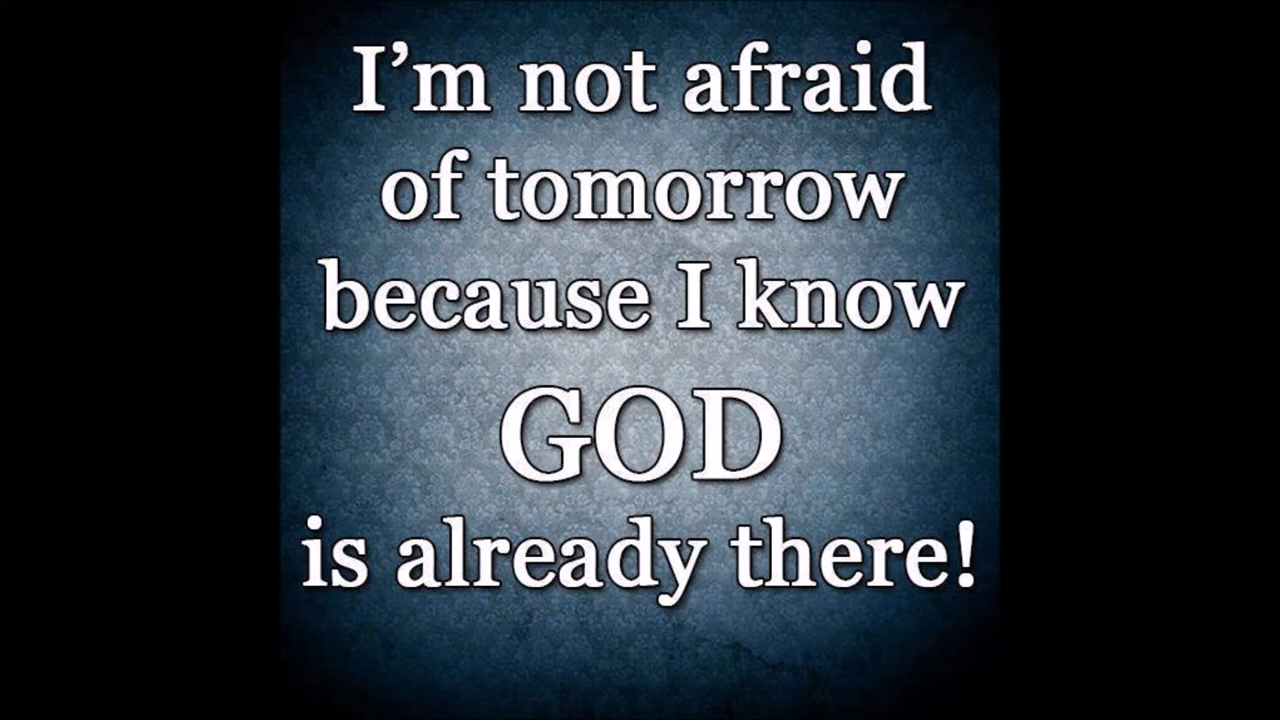 I’m not afraid
of tomorrow
because I know
GOD
is already there!